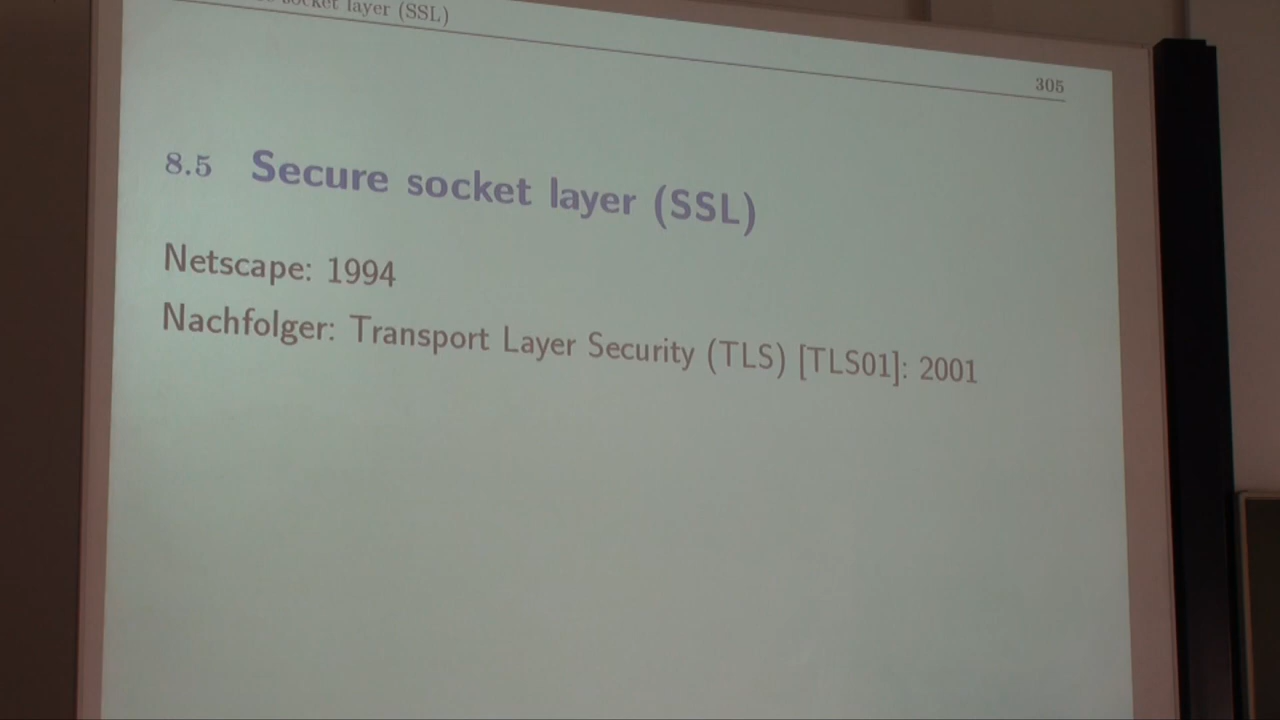 socket layer (SSL)
305
8.5 Secure socket layer (SSL)
Netscape: 1994
Nachfolger: Transport Layer Security (TLS) [TLS01]: 2001